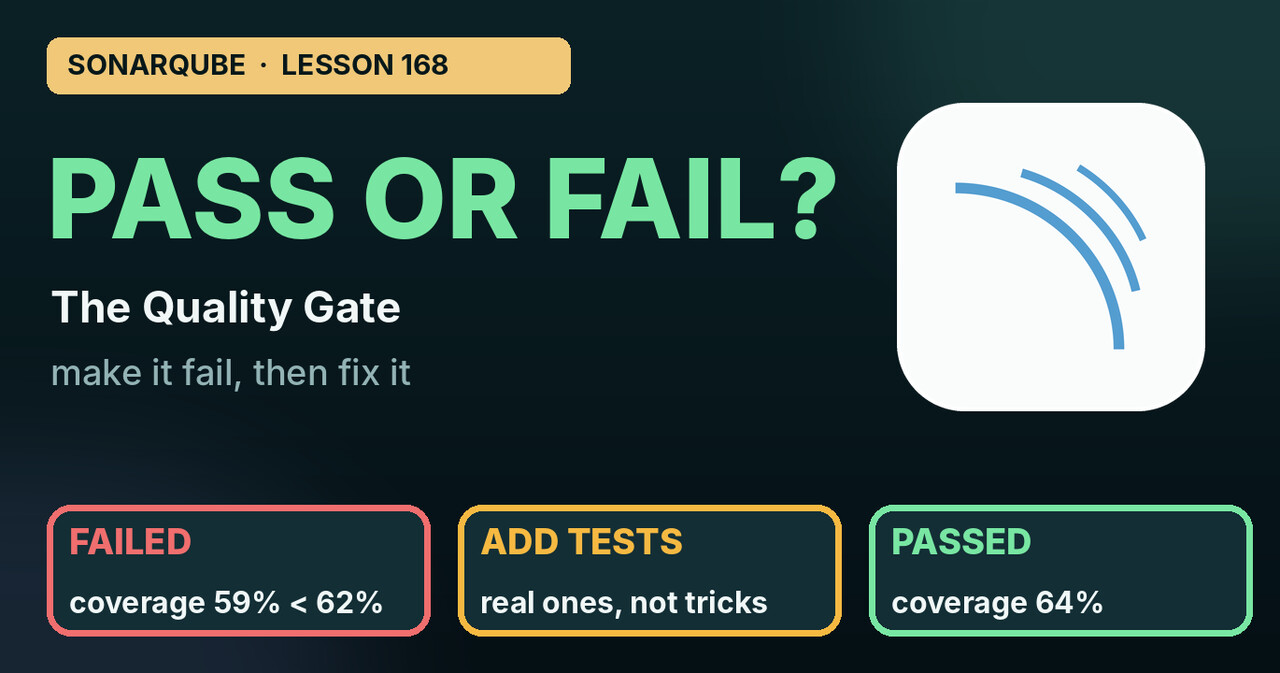 SONARQUBE · LESSON 168
PASS OR FAIL?
The Quality Gate
make it fail, then fix it
FAILED
coverage 59% < 62%
ADD TESTS
real ones, not tricks
PASSED
coverage 64%